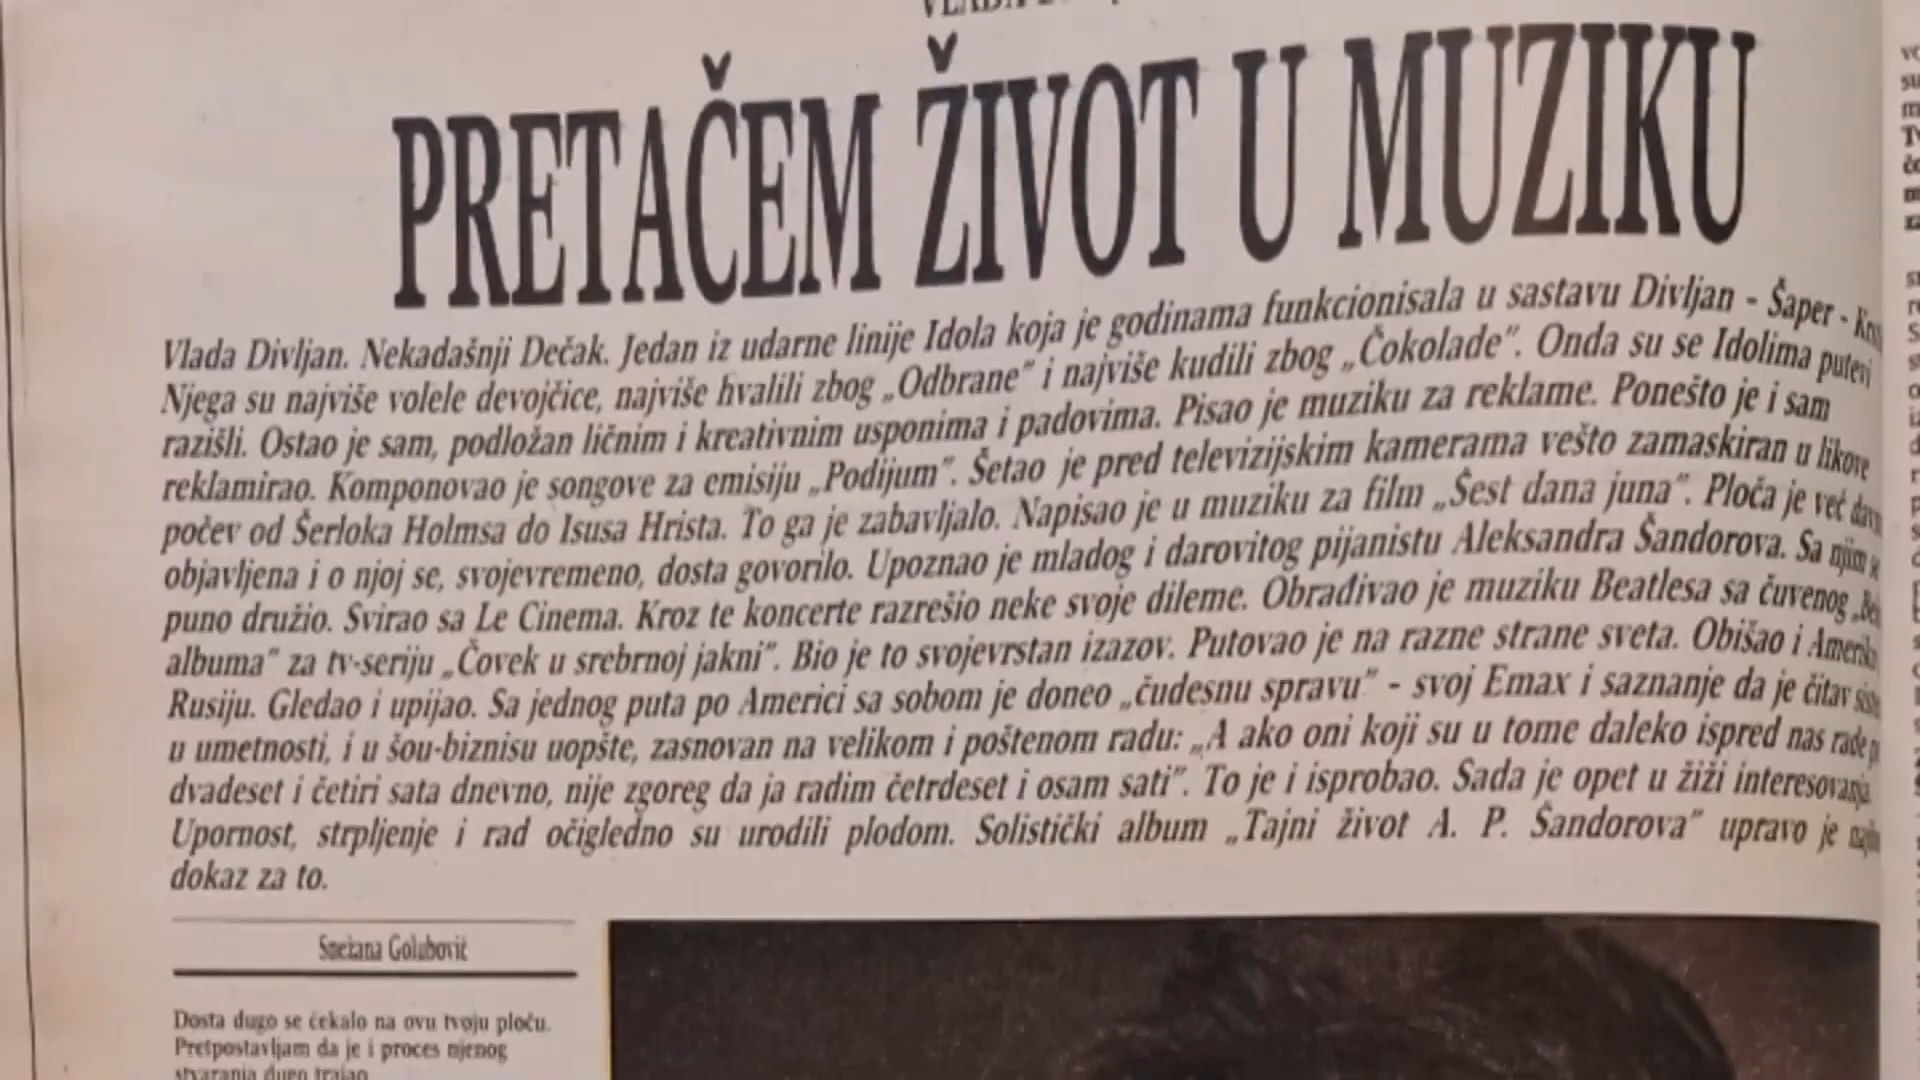 VLADA
PRETAČEM ŽIVOT U MUZIKU
Vlada Divljan. Nekadašnji Dečak. Jedan iz udarne linije Idola koja je godinama funkcionisala u sastavu Divljan - Šaper -
Njega su najviše volele devojčice, najviše hvalili zbog „Odbrane” i najviše kudili zbog „Čokolade”. Onda su se Idolima putevi
razišli. Ostao je sam, podložan ličnim i kreativnim usponima i padovima. Pisao je muziku za reklame. Ponešto je i sam
reklamirao. Komponovao je songove za emisiju „Podijum”. Šetao je pred televizijskim kamerama vešto zamaskiran u likove
počev od Šerloka Holmsa do Isusa Hrista. To ga je zabavljalo. Napisao je u muziku za film „Šest dana juna”. Ploča je već
objavljena i o njoj se, svojevremeno, dosta govorilo. Upoznao je mladog i darovitog pijanistu Aleksandra Šandorova. Sa njim se
puno družio. Svirao sa Le Cinema. Kroz te koncerte razrešio neke svoje dileme. Obrađivao je muziku Beatlesa sa čuvenog
albuma” za tv-seriju „Čovek u srebrnoj jakni”. Bio je to svojevrstan izazov. Putovao je na razne strane sveta. Obišao i
Rusiju. Gledao i upijao. Sa jednog puta po Americi sa sobom je doneo „čudesnu spravu” - svoj Emax i saznanje da je čitav
u umetnosti, i u šou-biznisu uopšte, zasnovan na velikom i poštenom radu: „A ako oni koji su u tome daleko ispred nas rade
dvadeset i četiri sata dnevno, nije zgoreg da ja radim četrdeset i osam sati”. To je i isprobao. Sada je opet u žiži interesovanja.
Upornost, strpljenje i rad očigledno su urodili plodom. Solistički album „Tajni život A. P. Šandorova” upravo je
dokaz za to.
Snežana Golubović
Dosta dugo se čekalo na ovu tvoju ploču.
Pretpostavljam da je i proces njenog
stvaranja dugo trajao